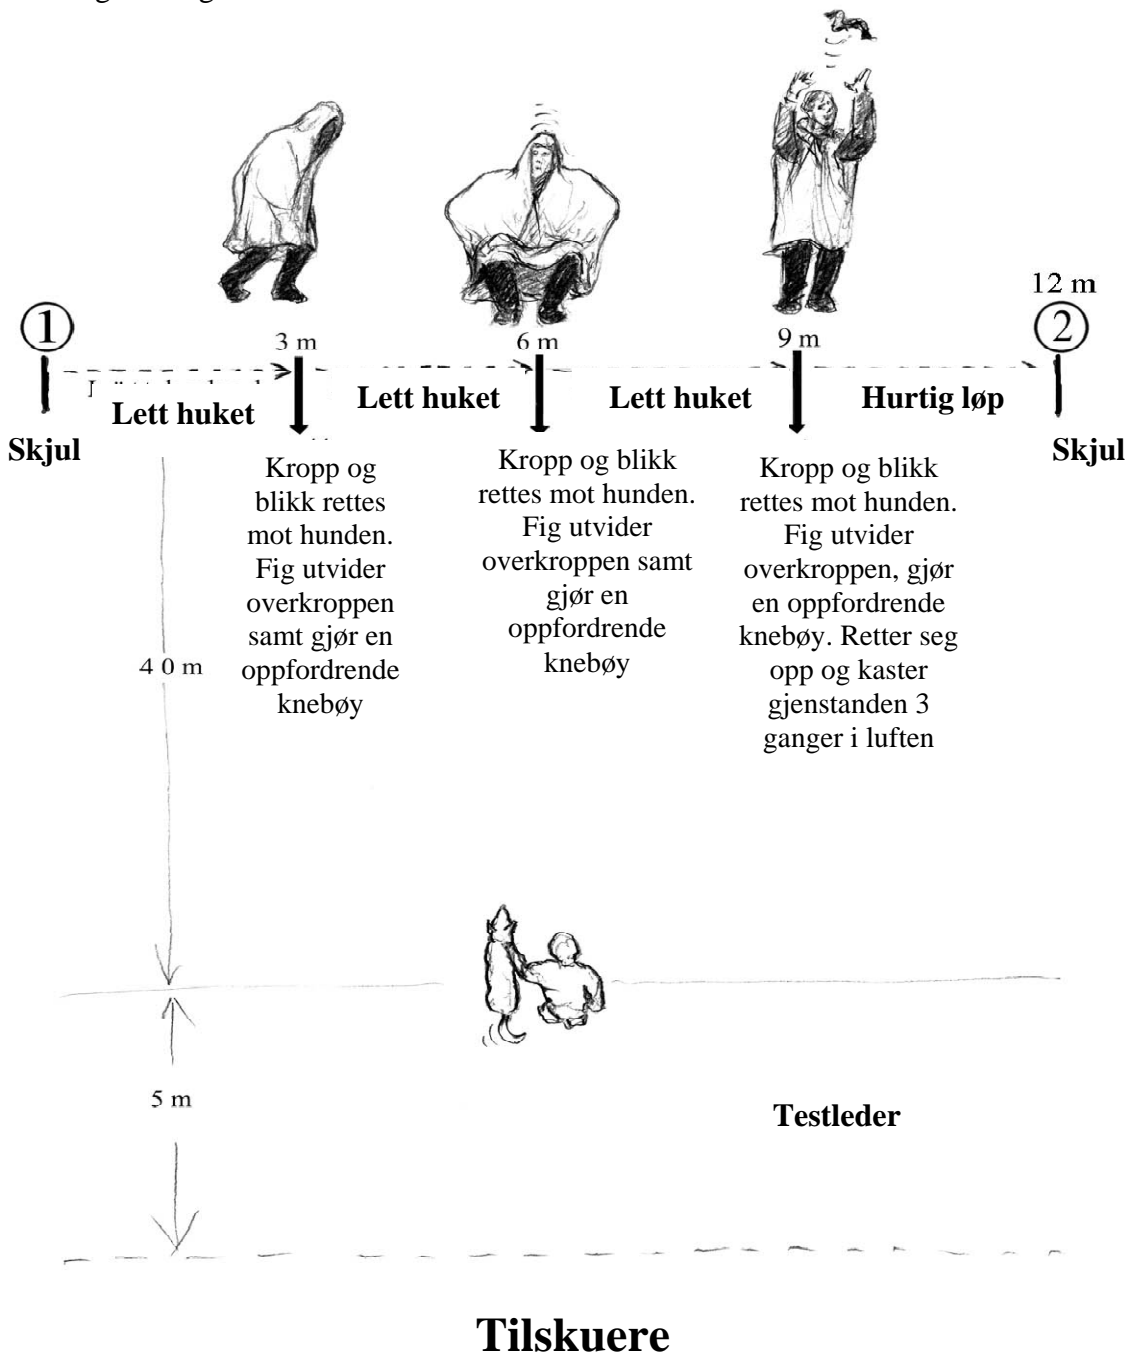 12 m
1
3 m
6 m
9 m
2
Lett huket
Lett huket
Lett huket
Hurtig løp
Skjul
Skjul
Kropp og
blikk rettes
mot hunden.
Fig utvider
overkroppen
samt gjør en
oppfordrende
knebøy
Kropp og blikk
rettes mot hunden.
Fig utvider
overkroppen samt
gjør en
oppfordrende
knebøy
Kropp og blikk
rettes mot hunden.
Fig utvider
overkroppen, gjør
en oppfordrende
knebøy. Retter seg
opp og kaster
gjenstanden 3
ganger i luften
4 0 m
5 m
Testleder
Tilskuere